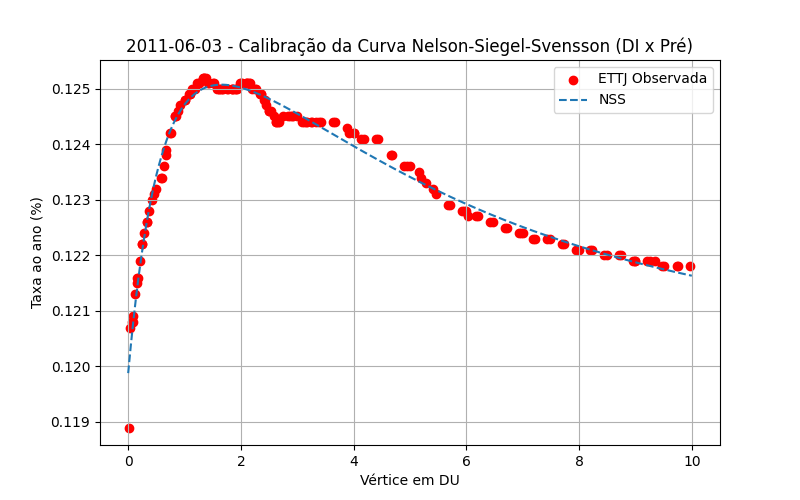 2011-06-03 - Calibração da Curva Nelson-Siegel-Svensson (DI x Pré)
ETTJ Observada
NSS
Taxa ao ano (%)
0.125
0.124
0.123
0.122
0.121
0.120
0.119
0 2 4 6 8 10
Vértice em DU